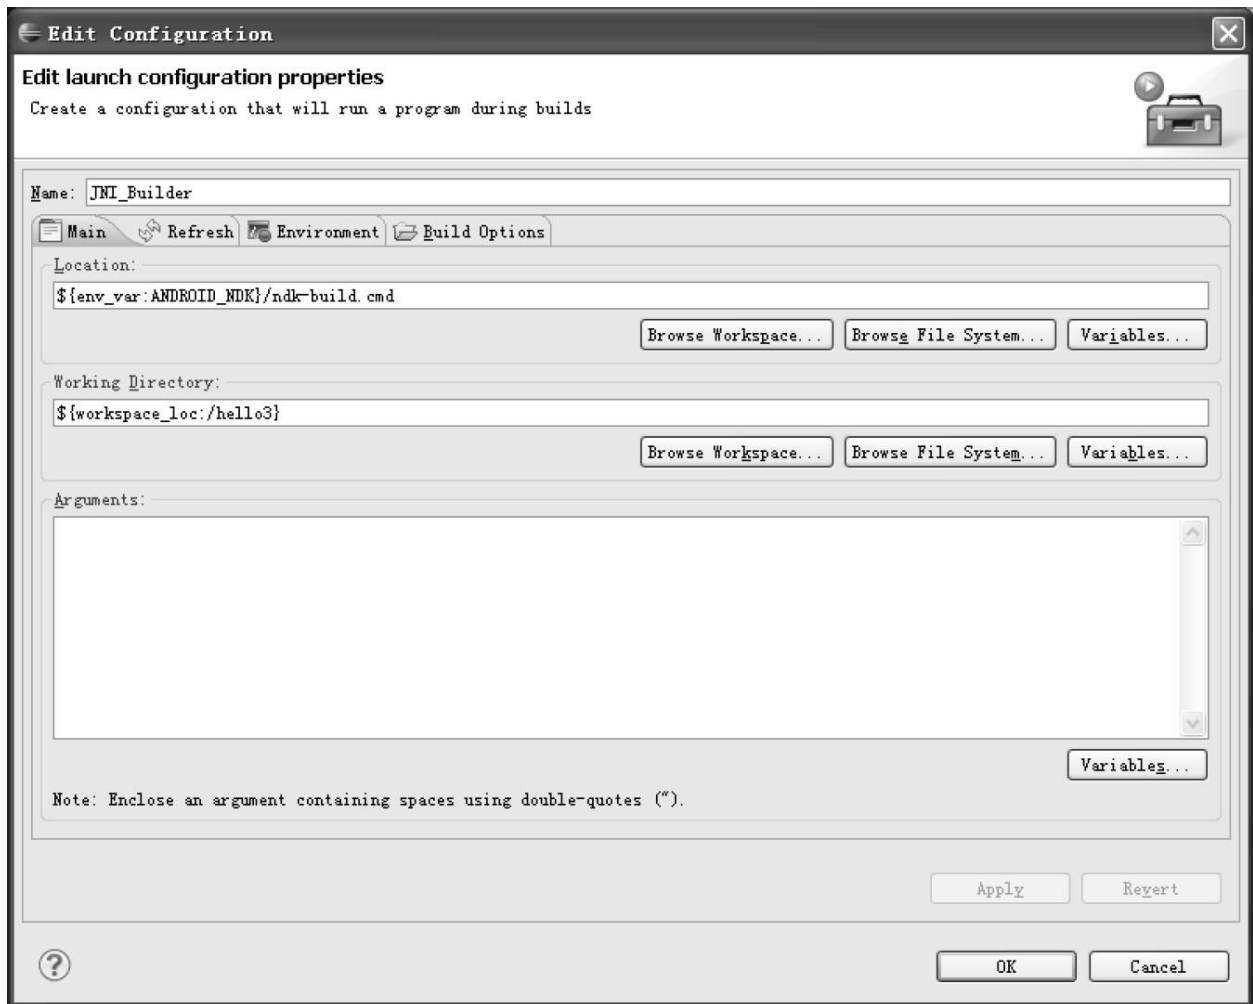 Edit Configuration
Edit launch configuration properties
Create a configuration that will run a program during builds
Name: JNI_Builder
Main Refresh Environment Build Options
Location:
${env_var:ANDROID_NDK}/ndk-build.cmd
Browse Workspace... Browse File System... Variables...
Working Directory:
${workspace_loc:/hello3}
Browse Workspace... Browse File System... Variables...
Arguments:
Variables...
Note: Enclose an argument containing spaces using double-quotes (").
Apply Revert
? OK Cancel